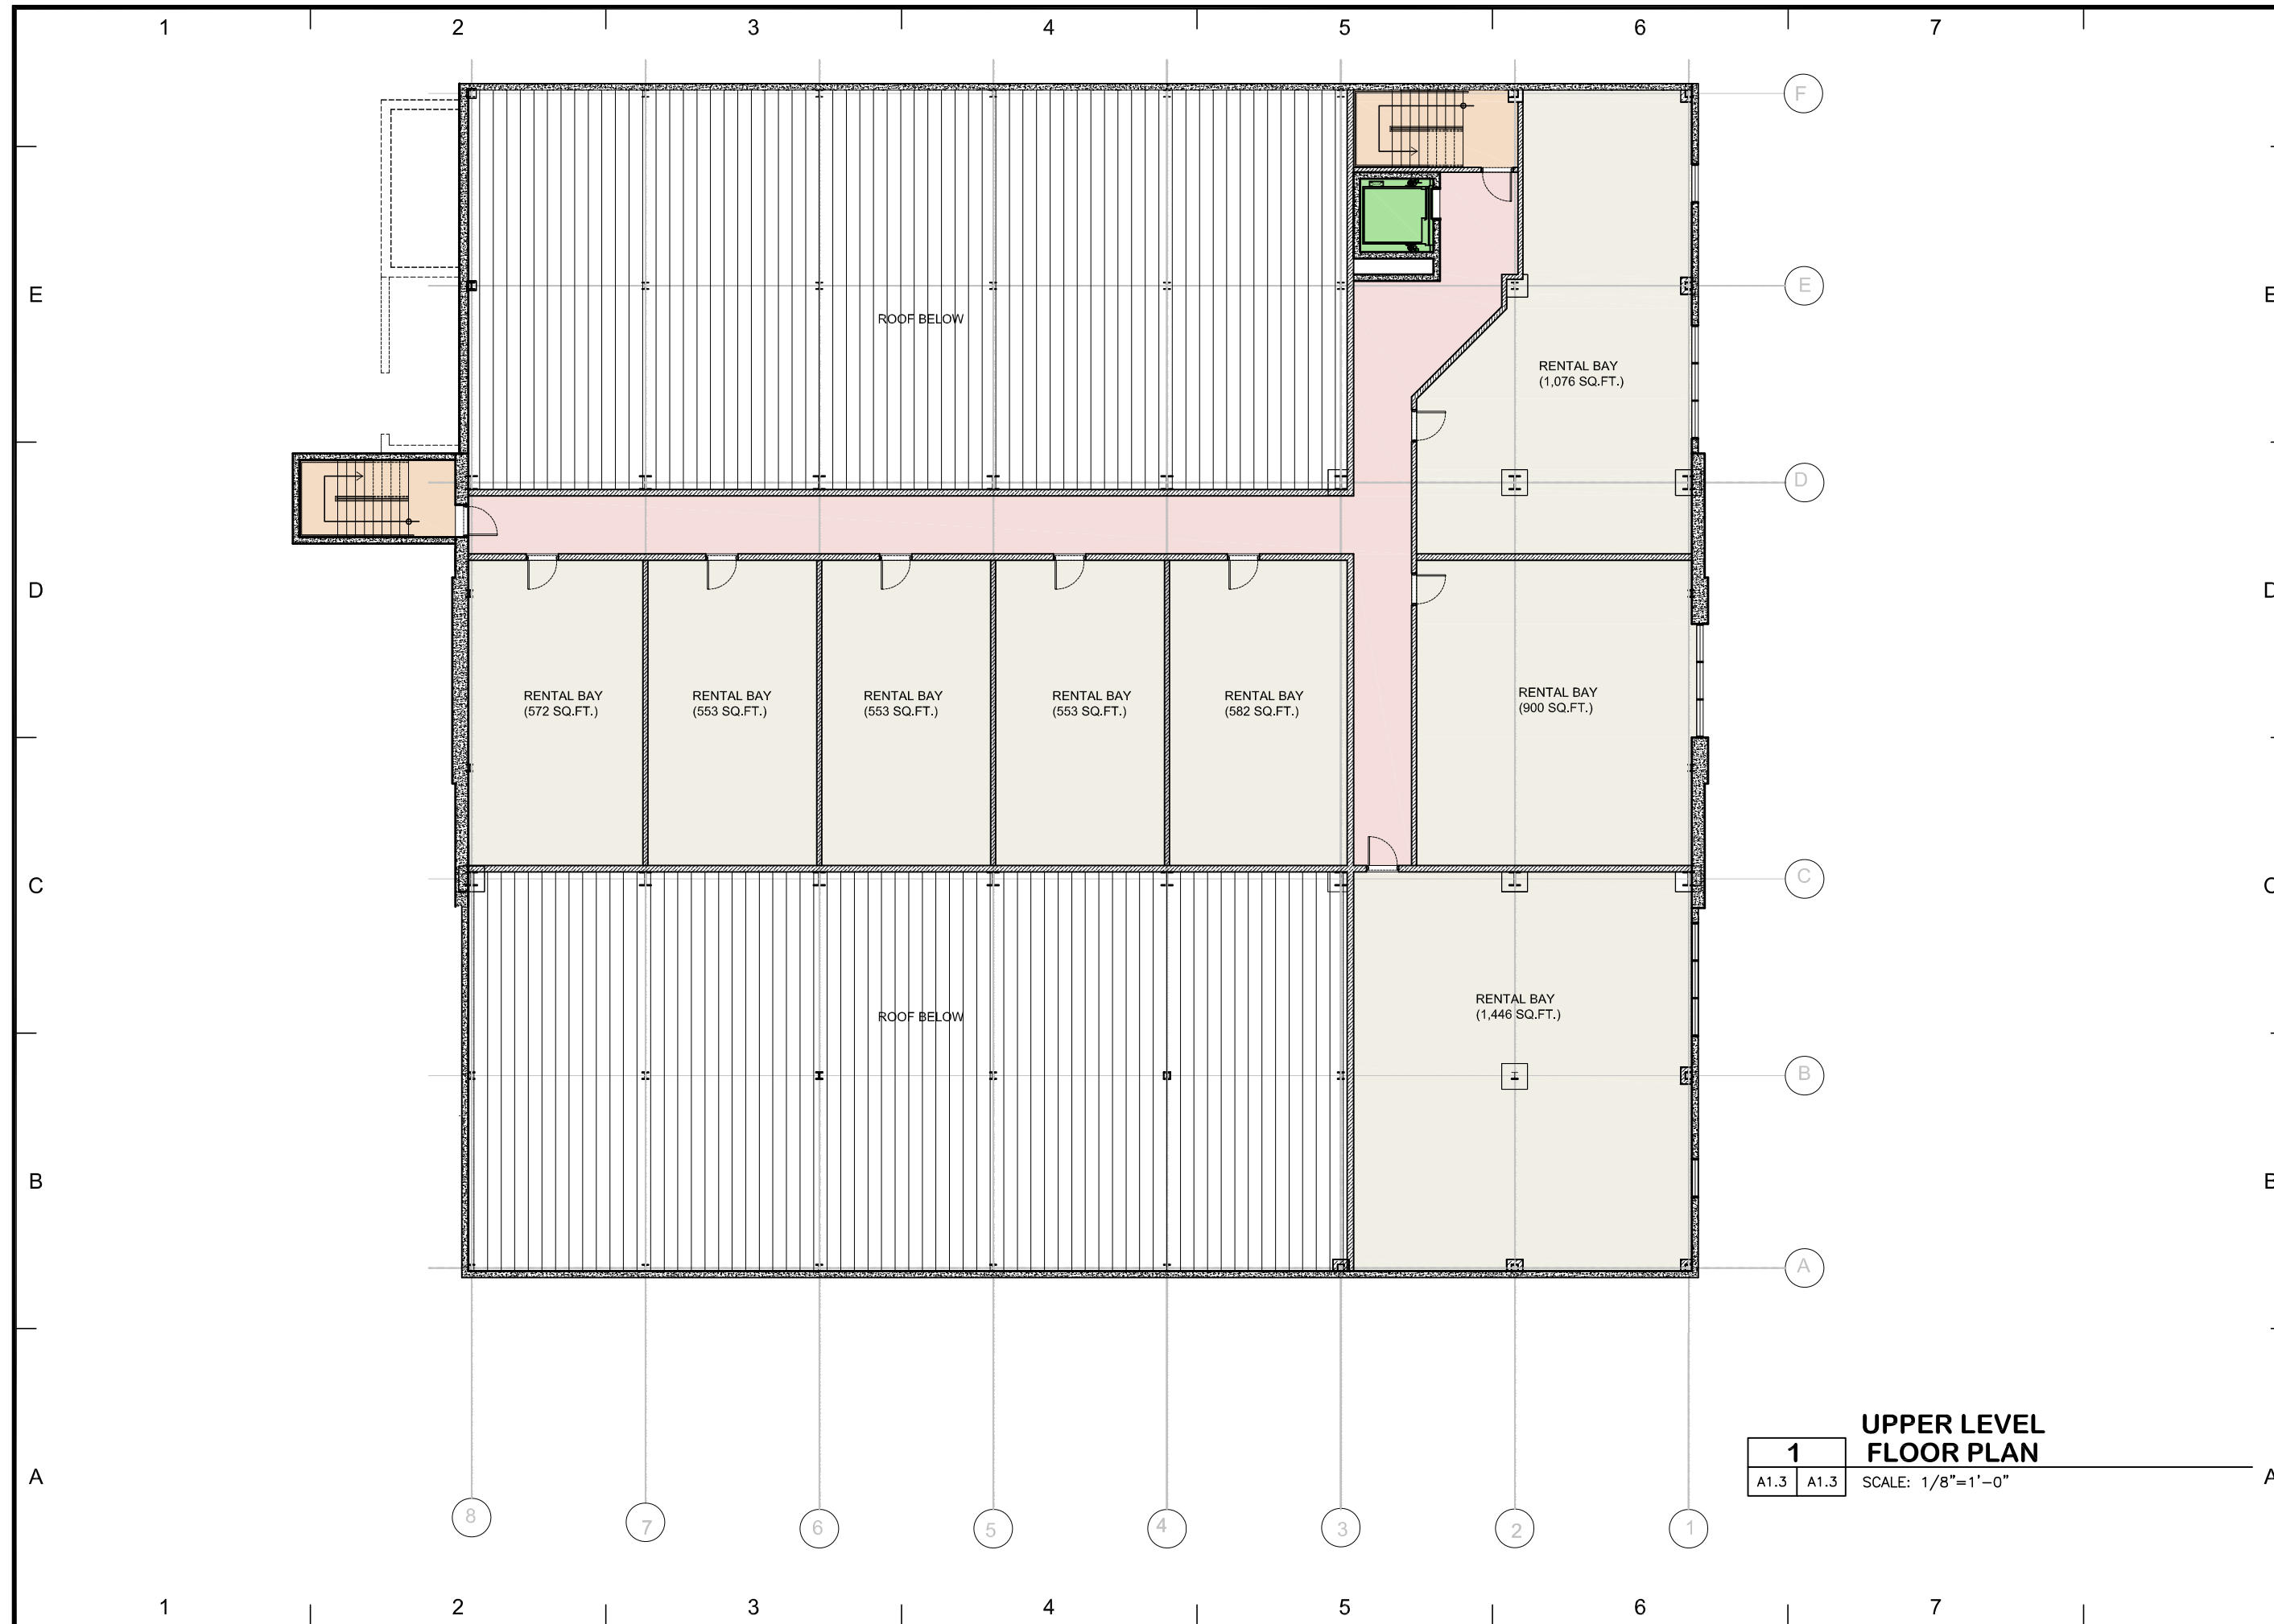 1 2 3 4 5 6 7
F
E
E
E
ROOF BELOW
RENTAL BAY
(1,076 SQ.FT.)
D
D
D
RENTAL BAY
(572 SQ.FT.)
RENTAL BAY
(553 SQ.FT.)
RENTAL BAY
(553 SQ.FT.)
RENTAL BAY
(553 SQ.FT.)
RENTAL BAY
(582 SQ.FT.)
RENTAL BAY
(900 SQ.FT.)
C
C
C
ROOF BELOW
RENTAL BAY
(1,446 SQ.FT.)
B
B
B
A
UPPER LEVEL
1 FLOOR PLAN
A1.3 A1.3 SCALE: 1/8"=1'-0"
A
A
8 7 6 5 4 3 2 1
1 2 3 4 5 6 7